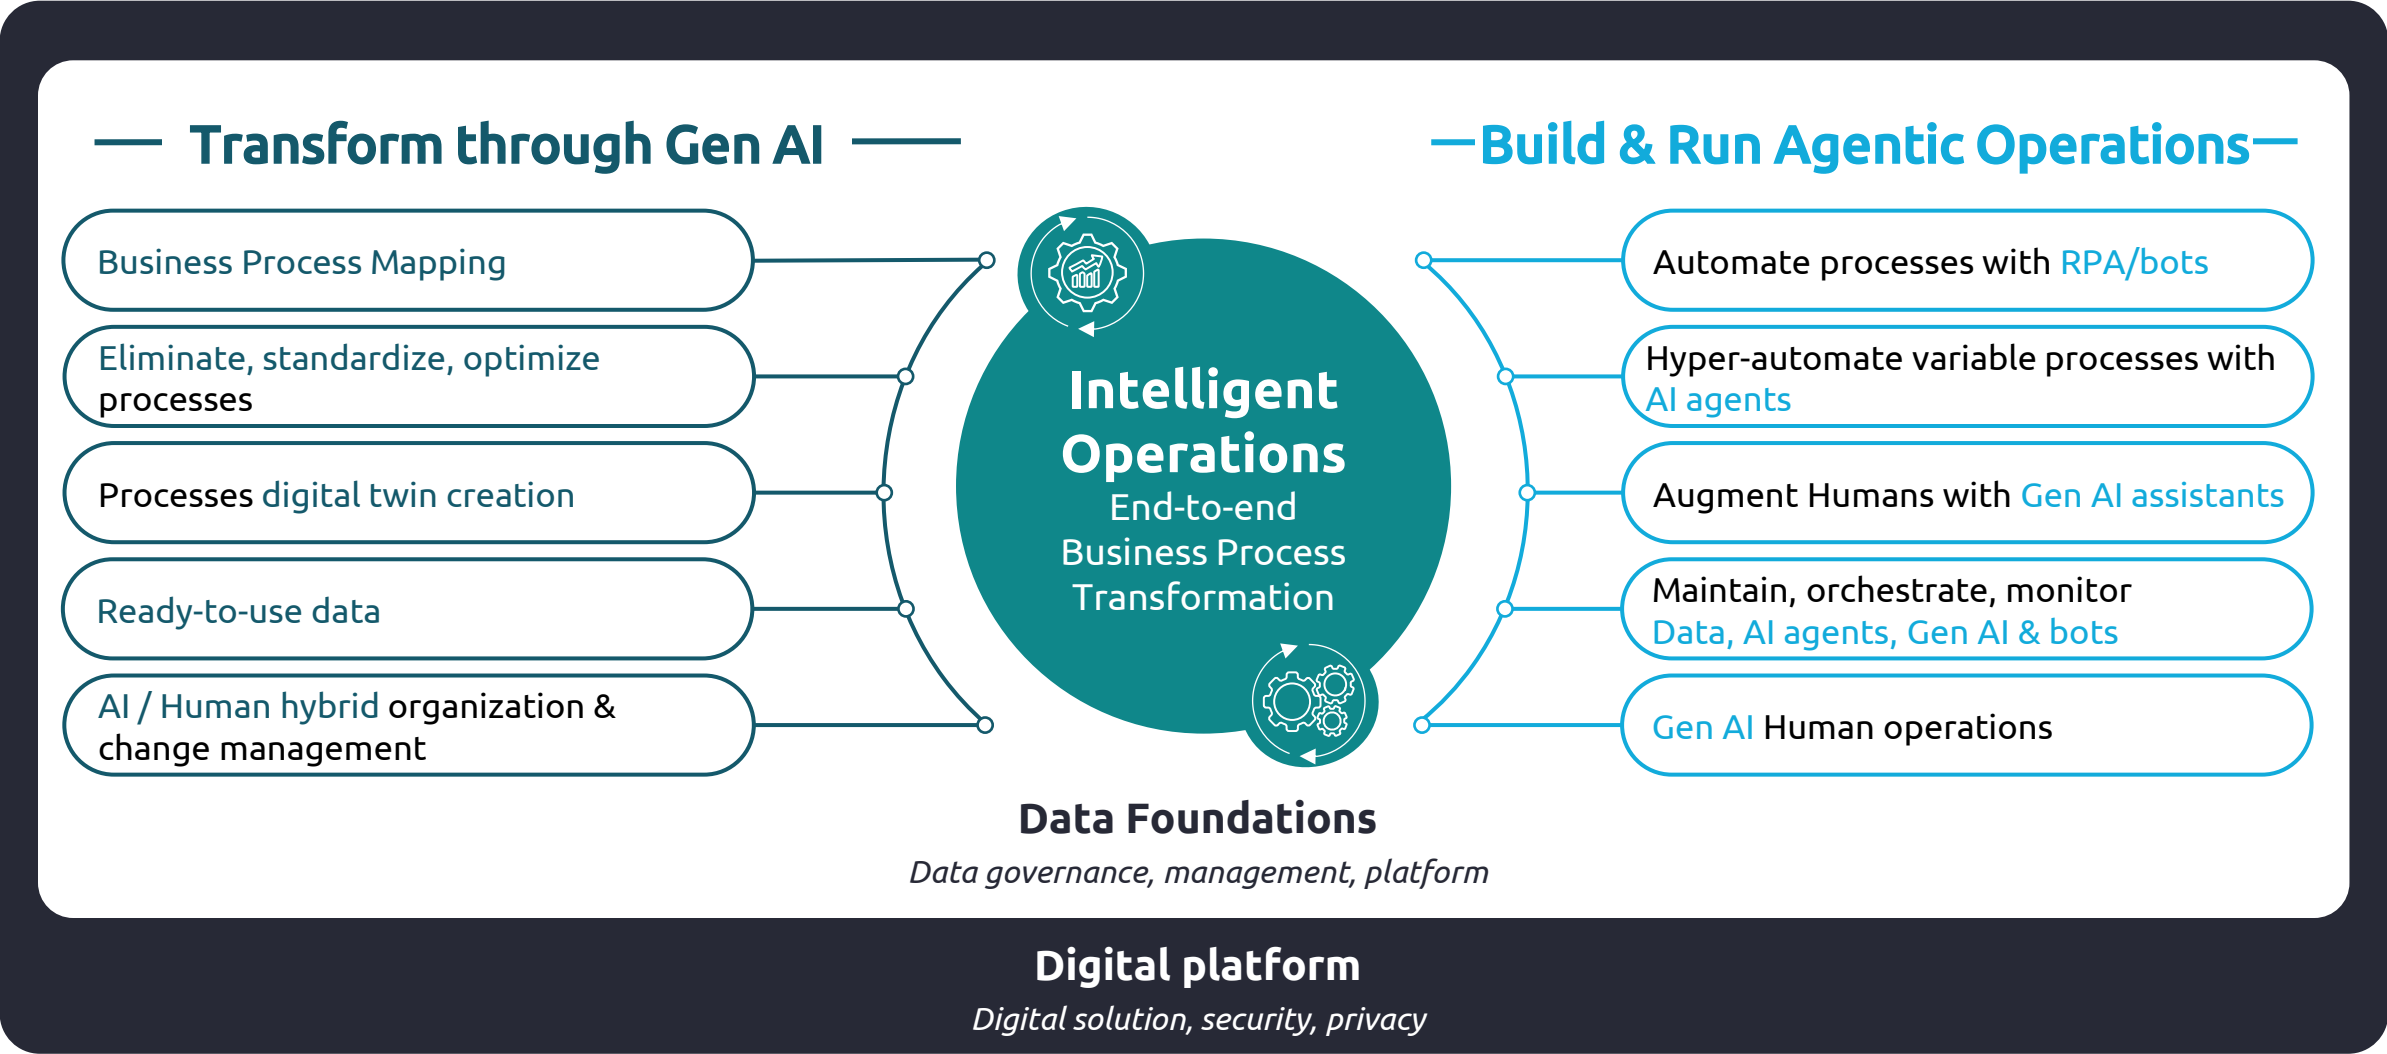 Transform through Gen AI
Business Process Mapping
Eliminate, standardize, optimize
processes
Processes digital twin creation
Ready-to-use data
AI / Human hybrid organization &
change management
Intelligent
Operations
End-to-end
Business Process
Transformation
Build & Run Agentic Operations
Automate processes with RPA/bots
Hyper-automate variable processes with
AI agents
Augment Humans with Gen AI assistants
Maintain, orchestrate, monitor
Data, AI agents, Gen AI & bots
Gen AI Human operations
Data Foundations
Data governance, management, platform
Digital platform
Digital solution, security, privacy